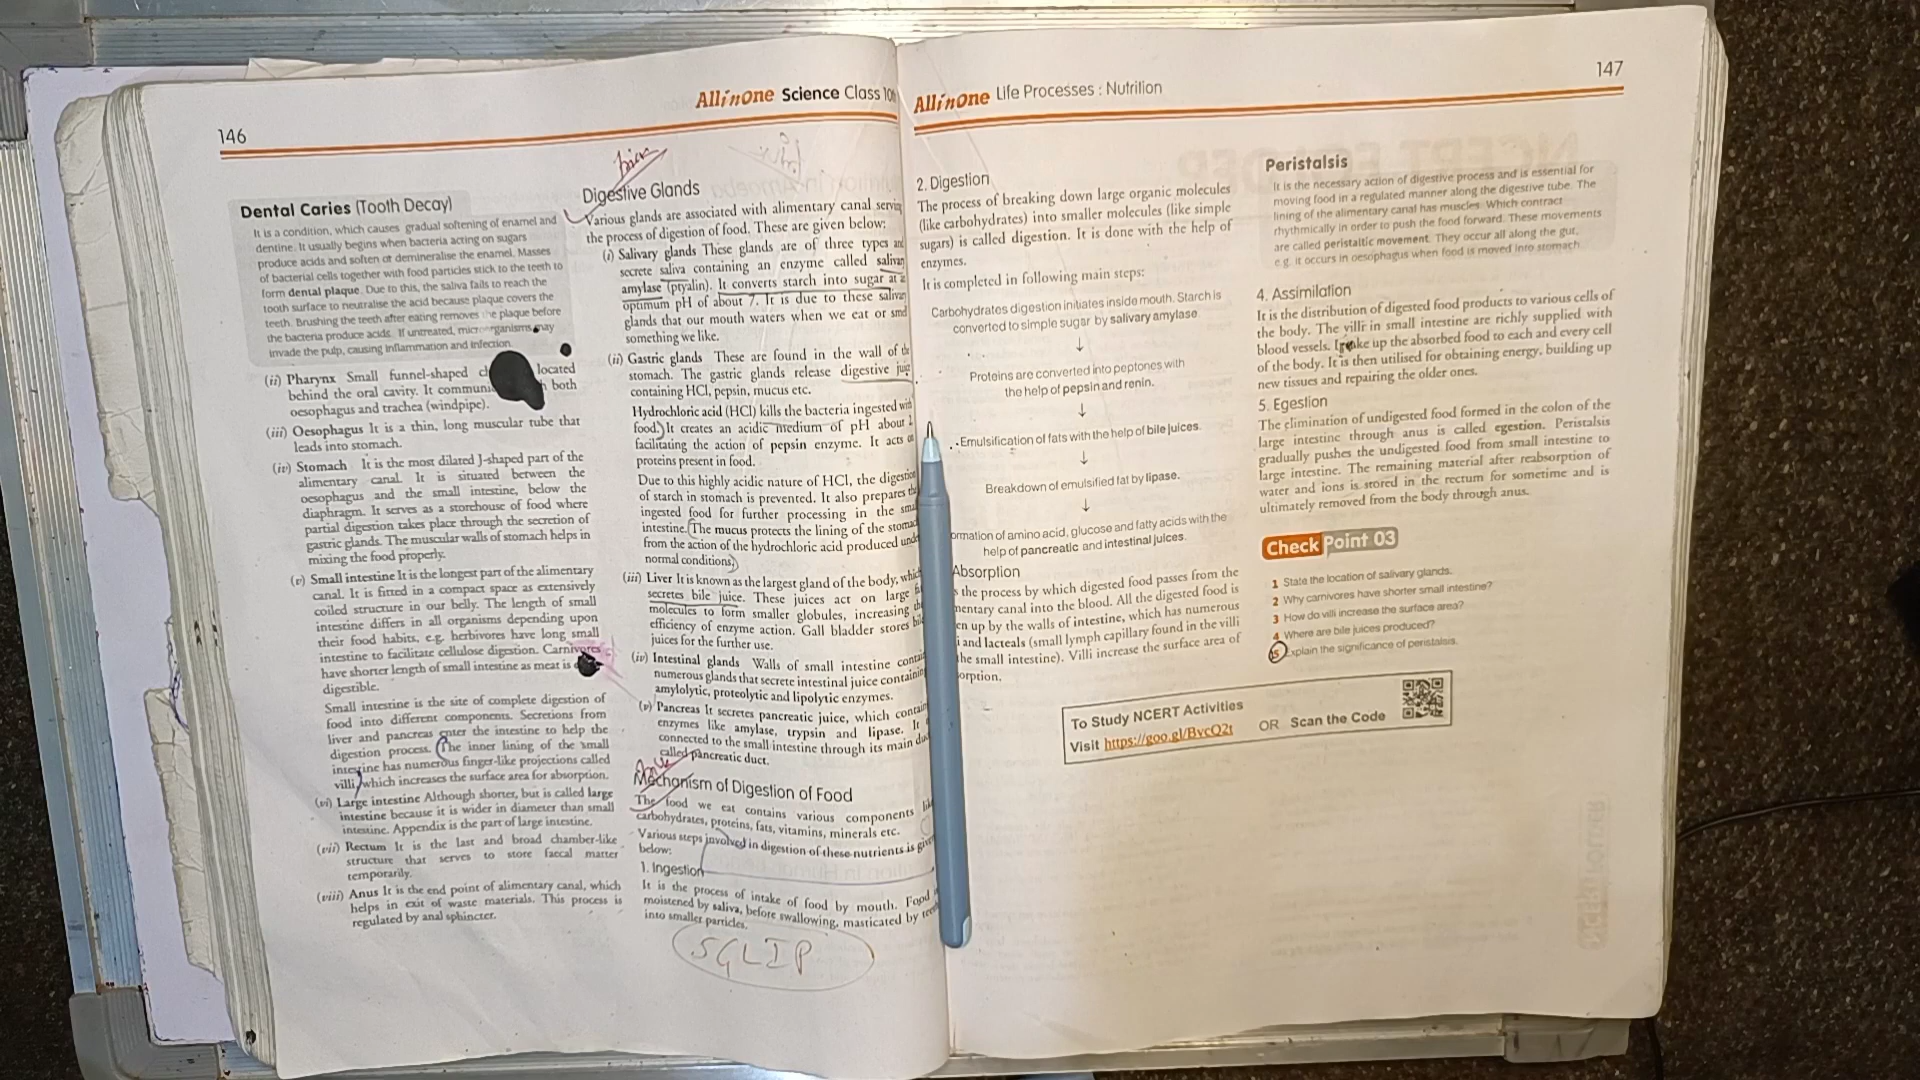 146
Allinone Science Class 10th
Dental Caries (Tooth Decay)
It is a condition, which causes gradual softening of enamel and
dentine. It usually begins when bacteria acting on sugars
produce acids and soften or demineralise the enamel. Masses
of bacterial cells together with food particles stick to the teeth to
form dental plaque. Due to this, the saliva fails to reach the
tooth surface to neutralise the acid because plaque covers the
teeth. Brushing the teeth after eating removes the plaque before
the bacteria produce acids. If untreated, microorganisms may
invade the pulp, causing inflammation and infection.
(ii) Pharynx Small funnel-shaped located
behind the oral cavity. It both
oesophagus and trachea (windpipe).
(iii) Oesophagus It is a thin, long muscular tube that
leads into stomach.
(iv) Stomach It is the most dilated J-shaped part of the
alimentary canal. It is situated between the
oesophagus and the small intestine, below the
diaphragm. It serves as a storehouse of food where
partial digestion takes place through the secretion of
gastric glands. The muscular walls of stomach helps in
mixing the food properly.
(v) Small intestine It is the longest part of the alimentary
canal. It is fitted in a compact space as extensively
coiled structure in our belly. The length of small
intestine differs in all organisms depending upon
their food habits, e.g. herbivores have long small
intestine to facilitate cellulose digestion. Carnivores
have shorter length of small intestine as meat is
digestible.
Small intestine is the site of complete digestion of
food into different components. Secretions from
liver and pancreas enter the intestine to help the
digestion process. The inner lining of the small
intestine has numerous finger-like projections called
villi, which increases the surface area for absorption.
(vi) Large intestine Although shorter, but is called large
intestine because it is wider in diameter than small
intestine. Appendix is the part of large intestine.
(vii) Rectum It is the last and broad chamber-like
structure that serves to store faecal matter
temporarily.
(viii) Anus It is the end point of alimentary canal, which
helps in exit of waste materials. This process is
regulated by anal sphincter.
Digestive Glands
Various glands are associated with alimentary canal serving
the process of digestion of food. These are given below:
(i) Salivary glands These glands are of three types and
secrete saliva containing an enzyme called salivary
amylase (ptyalin). It converts starch into sugar at a
optimum pH of about 7. It is due to these salivary
glands that our mouth waters when we eat or smell
something we like.
(ii) Gastric glands These are found in the wall of the
stomach. The gastric glands release digestive juice
containing HCl, pepsin, mucus etc.
Hydrochloric acid (HCl) kills the bacteria ingested with
food. It creates an acidic medium of pH about
facilitating the action of pepsin enzyme. It acts on
proteins present in food.
Due to this highly acidic nature of HCl, the digestion
of starch in stomach is prevented. It also prepares the
ingested food for further processing in the small
intestine. The mucus protects the lining of the stomach
from the action of the hydrochloric acid produced under
normal conditions.
(iii) Liver It is known as the largest gland of the body, which
secretes bile juice. These juices act on large fat
molecules to form smaller globules, increasing the
efficiency of enzyme action. Gall bladder stores bile
juices for the further use.
(iv) Intestinal glands Walls of small intestine contain
numerous glands that secrete intestinal juice containing
amylolytic, proteolytic and lipolytic enzymes.
(v) Pancreas It secretes pancreatic juice, which contain
enzymes like amylase, trypsin and lipase. It
connected to the small intestine through its main duct
called pancreatic duct.
Mechanism of Digestion of Food
The food we eat contains various components like
carbohydrates, proteins, fats, vitamins, minerals etc.
Various steps involved in digestion of these nutrients is given
below:
1. Ingestion
It is the process of intake of food by mouth. Food
moistened by saliva, before swallowing, masticated by teeth
into smaller particles.
SGLIP
Allinone Life Processes : Nutrition
147
2. Digestion
The process of breaking down large organic molecules
(like carbohydrates) into smaller molecules (like simple
sugars) is called digestion. It is done with the help of
enzymes.
It is completed in following main steps:
Carbohydrates digestion initiates inside mouth. Starch is
converted to simple sugar by salivary amylase.
↓
Proteins are converted into peptones with
the help of pepsin and renin.
↓
Emulsification of fats with the help of bile juices.
↓
Breakdown of emulsified fat by lipase.
↓
ormation of amino acid, glucose and fatty acids with the
help of pancreatic and intestinal juices.
Absorption
s the process by which digested food passes from the
mentary canal into the blood. All the digested food is
en up by the walls of intestine, which has numerous
i and lacteals (small lymph capillary found in the villi
he small intestine). Villi increase the surface area of
orption.
Peristalsis
It is the necessary action of digestive process and is essential for
moving food in a regulated manner along the digestive tube. The
lining of the alimentary canal has muscles. Which contract
rhythmically in order to push the food forward. These movements
are called peristaltic movement. They occur all along the gut,
e.g. it occurs in oesophagus when food is moved into stomach.
4. Assimilation
It is the distribution of digested food products to various cells of
the body. The villi in small intestine are richly supplied with
blood vessels. up the absorbed food to each and every cell
of the body. It is then utilised for obtaining energy, building up
new tissues and repairing the older ones.
5. Egestion
The elimination of undigested food formed in the colon of the
large intestine through anus is called egestion. Peristalsis
gradually pushes the undigested food from small intestine to
large intestine. The remaining material after reabsorption of
water and ions is stored in the rectum for sometime and is
ultimately removed from the body through anus.
Check Point 03
1 State the location of salivary glands.
2 Why carnivores have shorter small intestine?
3 How do villi increase the surface area?
4 Where are bile juices produced?
5 Explain the significance of peristalsis.
To Study NCERT Activities
Visit https://goo.gl/BvcQ2t OR Scan the Code